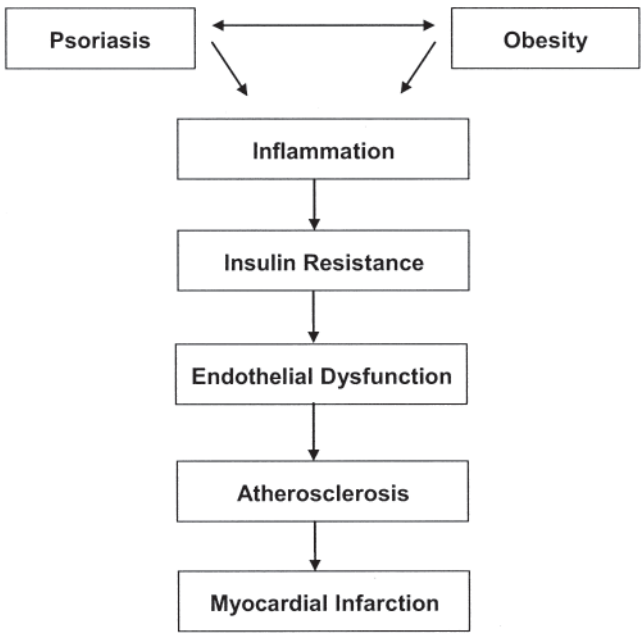 Psoriasis
Obesity
Inflammation
Insulin Resistance
Endothelial Dysfunction
Atherosclerosis
Myocardial Infarction